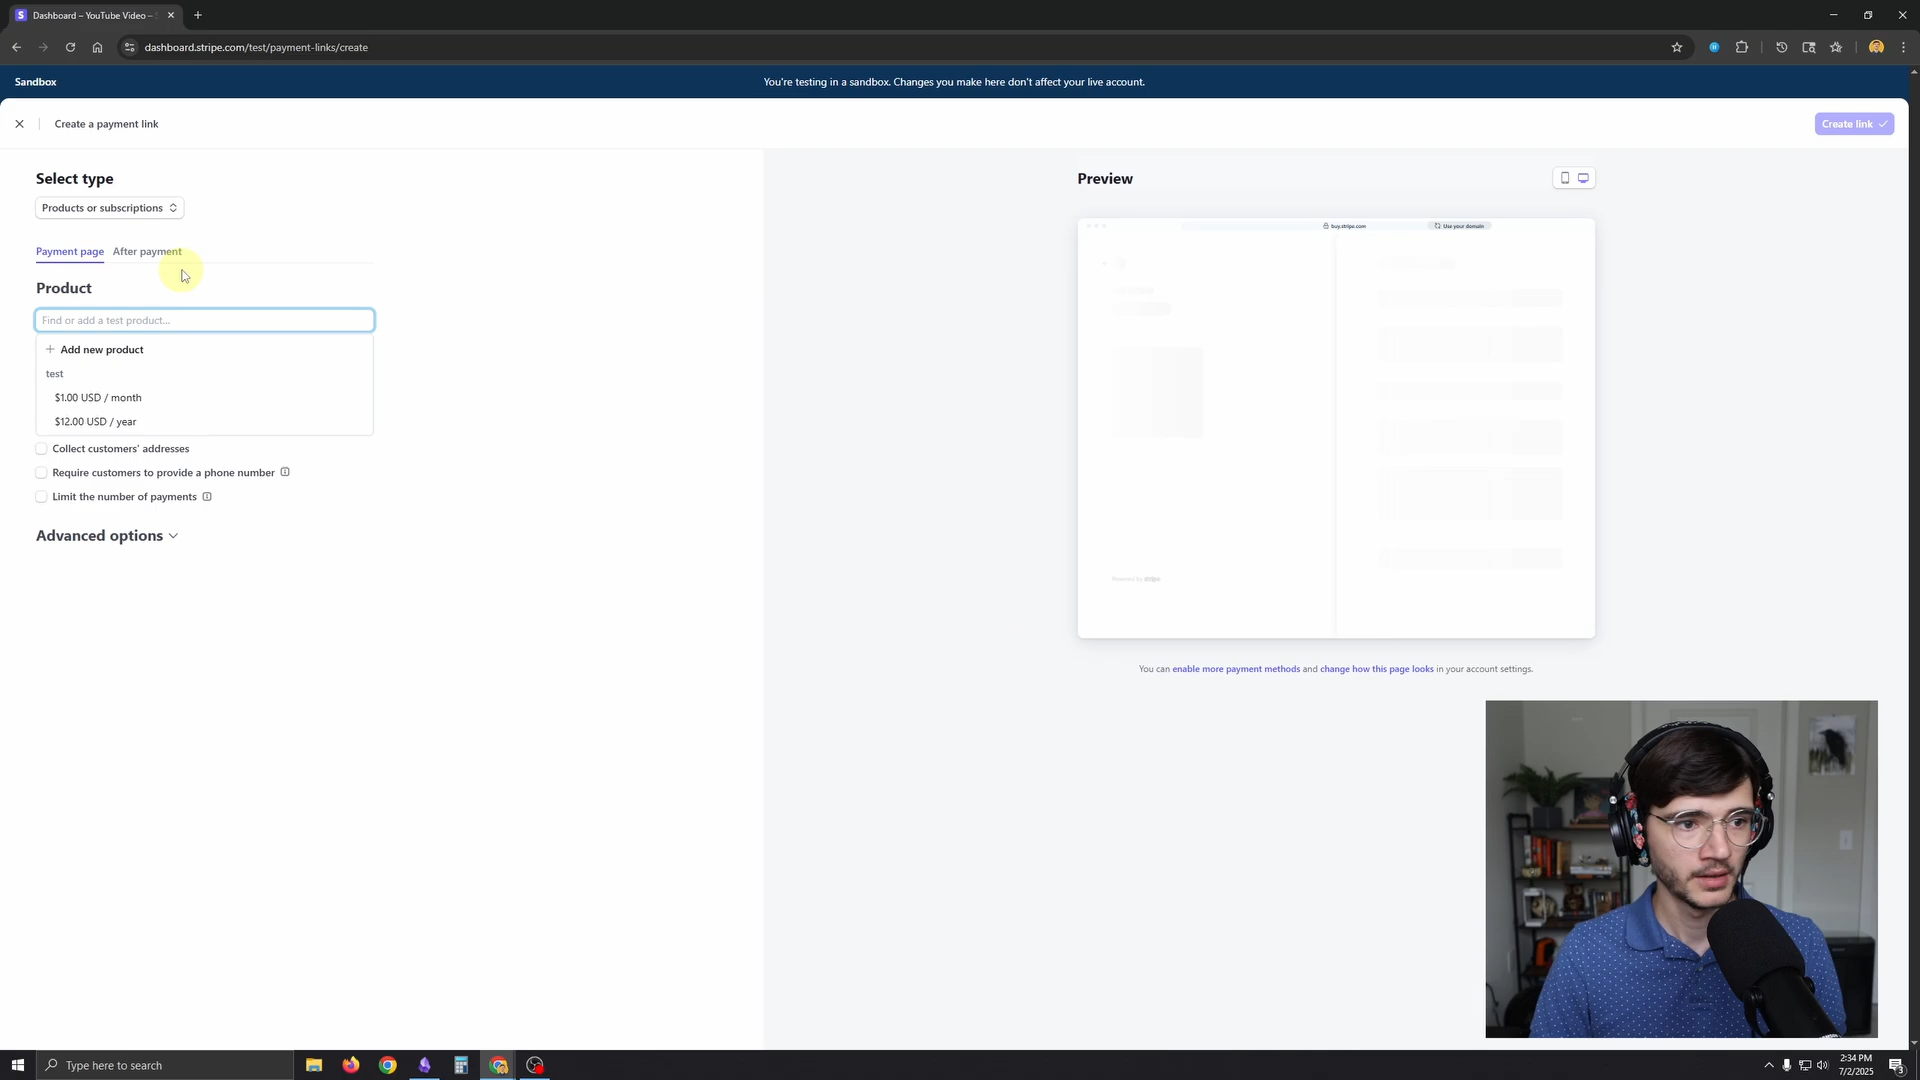 Dashboard – YouTube Video –
dashboard.stripe.com/test/payment-links/create
Sandbox
You're testing in a sandbox. Changes you make here don't affect your live account.
Create a payment link
Create link
Select type
Products or subscriptions
Payment page
After payment
Product
Find or add a test product...
Add new product
test
$1.00 USD / month
$12.00 USD / year
Collect customers' addresses
Require customers to provide a phone number
Limit the number of payments
Advanced options
Preview
buy.stripe.com
Use your domain
Powered by stripe
You can enable more payment methods and change how this page looks in your account settings.
Type here to search
2:34 PM
7/2/2025
3